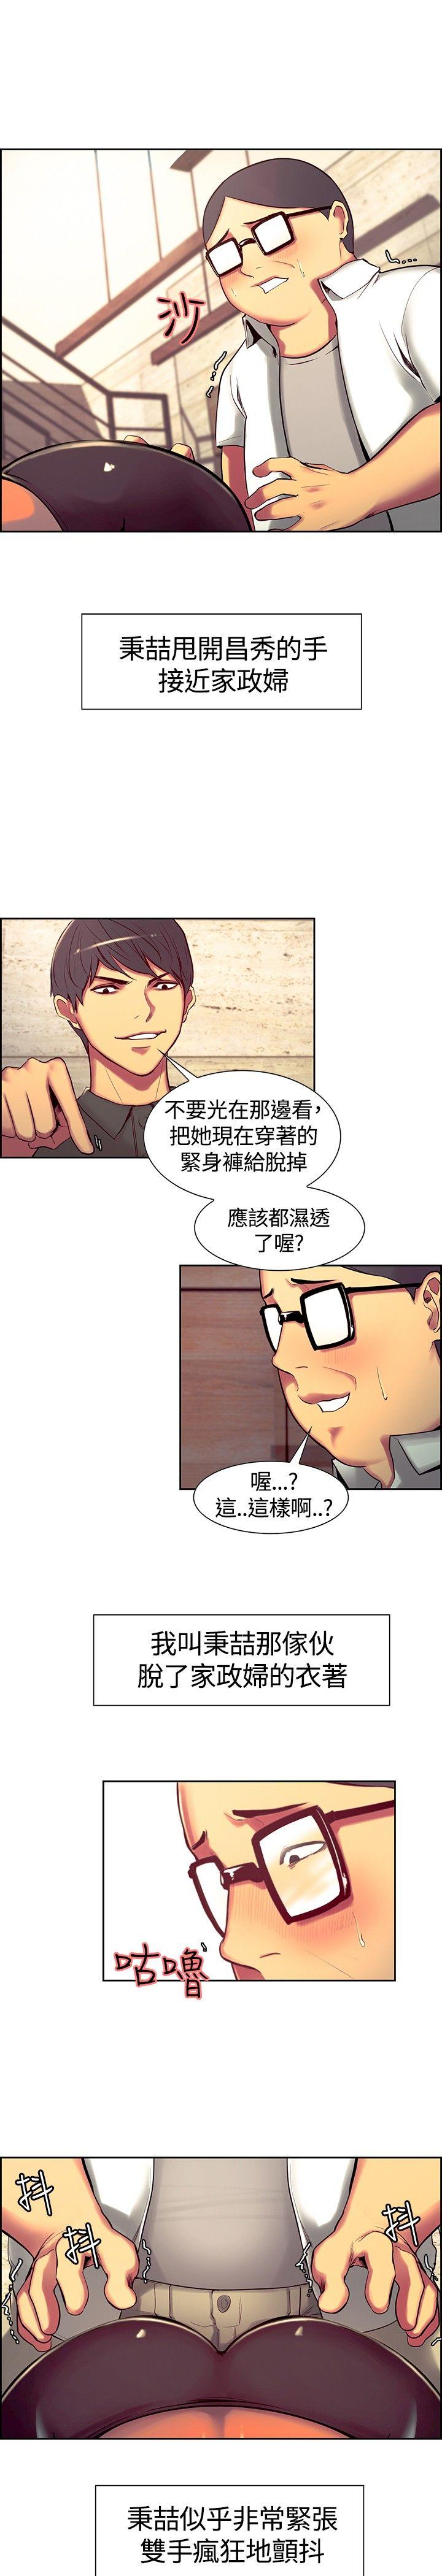 沙
秉喆甩開昌秀的手
接近家政婦
不要光在那邊看,
把她現在穿著的
緊身褲給脫掉
應該都濕透
了喔?
喔...?
這..這樣啊..?
我叫秉喆那傢伙
脫了家政婦的衣著
咕嚕
抖
抖
抖
抖
秉喆似乎非常緊張
雙手瘋狂地顫抖